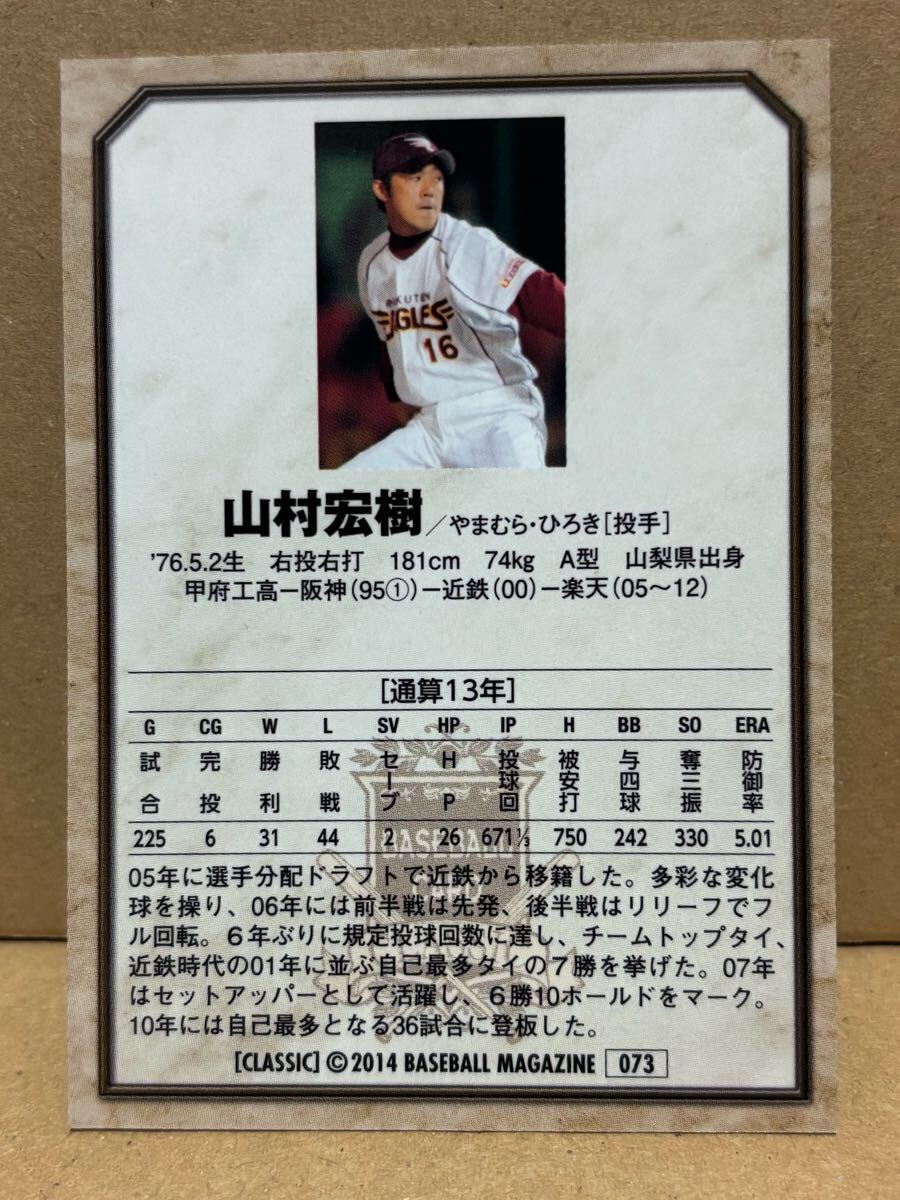 RAKUTEN
EAGLES
16
山村宏樹／やまむら・ひろき[投手]
'76.5.2生 右投右打 181cm 74kg A型 山梨県出身
甲府工高－阪神(95①)－近鉄(00)－楽天(05〜12)
[通算13年]
G CG W L SV HP IP H BB SO ERA
試合 完投 勝利 敗戦 セーブ HP 投球回 被安打 与四球 奪三振 防御率
225 6 31 44 2 26 671⅓ 750 242 330 5.01
BASEBALL
CARD
05年に選手分配ドラフトで近鉄から移籍した。多彩な変化
球を操り、06年には前半戦は先発、後半戦はリリーフでフ
ル回転。６年ぶりに規定投球回数に達し、チームトップタイ、
近鉄時代の01年に並ぶ自己最多タイの７勝を挙げた。07年
はセットアッパーとして活躍し、６勝10ホールドをマーク。
10年には自己最多となる36試合に登板した。
[CLASSIC] © 2014 BASEBALL MAGAZINE 073